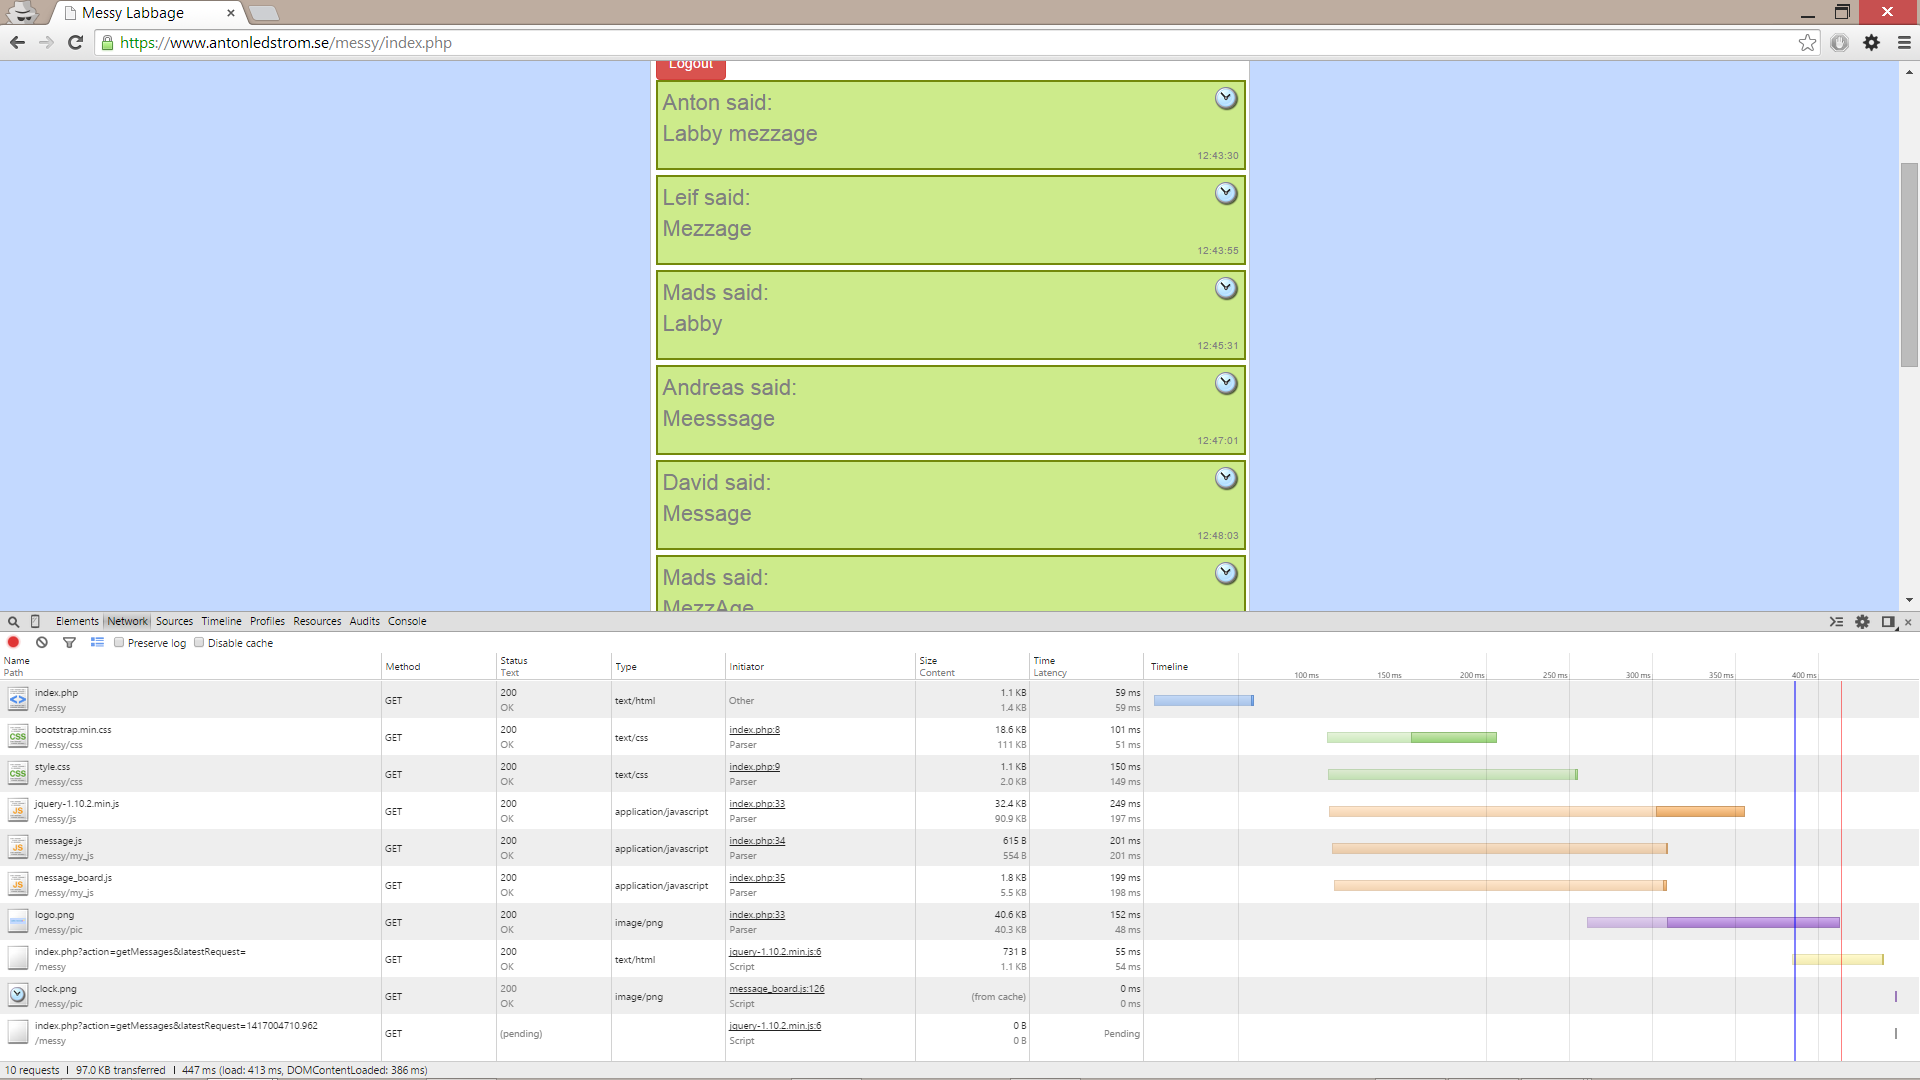 Messy Labbage
https://www.antonledstrom.se/messy/index.php
Logout
Anton said:
Labby mezzage
12:43:30
Leif said:
Mezzage
12:43:55
Mads said:
Labby
12:45:31
Andreas said:
Meesssage
12:47:01
David said:
Message
12:48:03
Mads said:
MezzAge
Elements Network Sources Timeline Profiles Resources Audits Console
Preserve log Disable cache
Name Path Method Status Text Type Initiator Size Content Time Latency Timeline 100 ms 150 ms 200 ms 250 ms 300 ms 350 ms 400 ms
index.php GET 200 text/html Other 1.1 KB 59 ms
/messy OK 1.4 KB 59 ms
bootstrap.min.css GET 200 text/css index.php:8 18.6 KB 101 ms
/messy/css OK Parser 111 KB 51 ms
style.css GET 200 text/css index.php:9 1.1 KB 150 ms
/messy/css OK Parser 2.0 KB 149 ms
jquery-1.10.2.min.js GET 200 application/javascript index.php:33 32.4 KB 249 ms
/messy/js OK Parser 90.9 KB 197 ms
message.js GET 200 application/javascript index.php:34 615 B 201 ms
/messy/my_js OK Parser 554 B 201 ms
message_board.js GET 200 application/javascript index.php:35 1.8 KB 199 ms
/messy/my_js OK Parser 5.5 KB 198 ms
logo.png GET 200 image/png index.php:33 40.6 KB 152 ms
/messy/pic OK Parser 40.3 KB 48 ms
index.php?action=getMessages&latestRequest= GET 200 text/html jquery-1.10.2.min.js:6 731 B 55 ms
/messy OK Script 1.1 KB 54 ms
clock.png GET 200 image/png message_board.js:126 (from cache) 0 ms
/messy/pic OK Script 0 ms
index.php?action=getMessages&latestRequest=1417004710.962 GET (pending) jquery-1.10.2.min.js:6 0 B Pending
/messy Script 0 B
10 requests | 97.0 KB transferred | 447 ms (load: 413 ms, DOMContentLoaded: 386 ms)